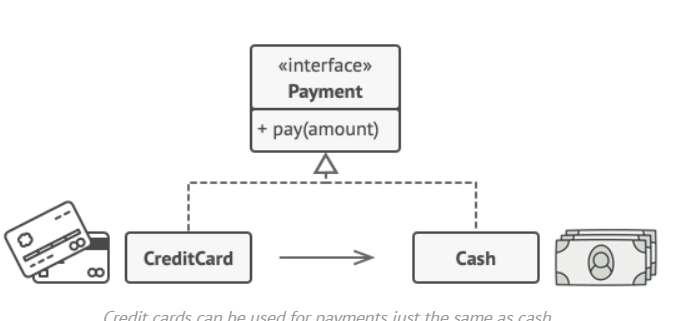 «interface»
Payment
+ pay(amount)
CreditCard
Cash
Credit cards can be used for payments just the same as cash